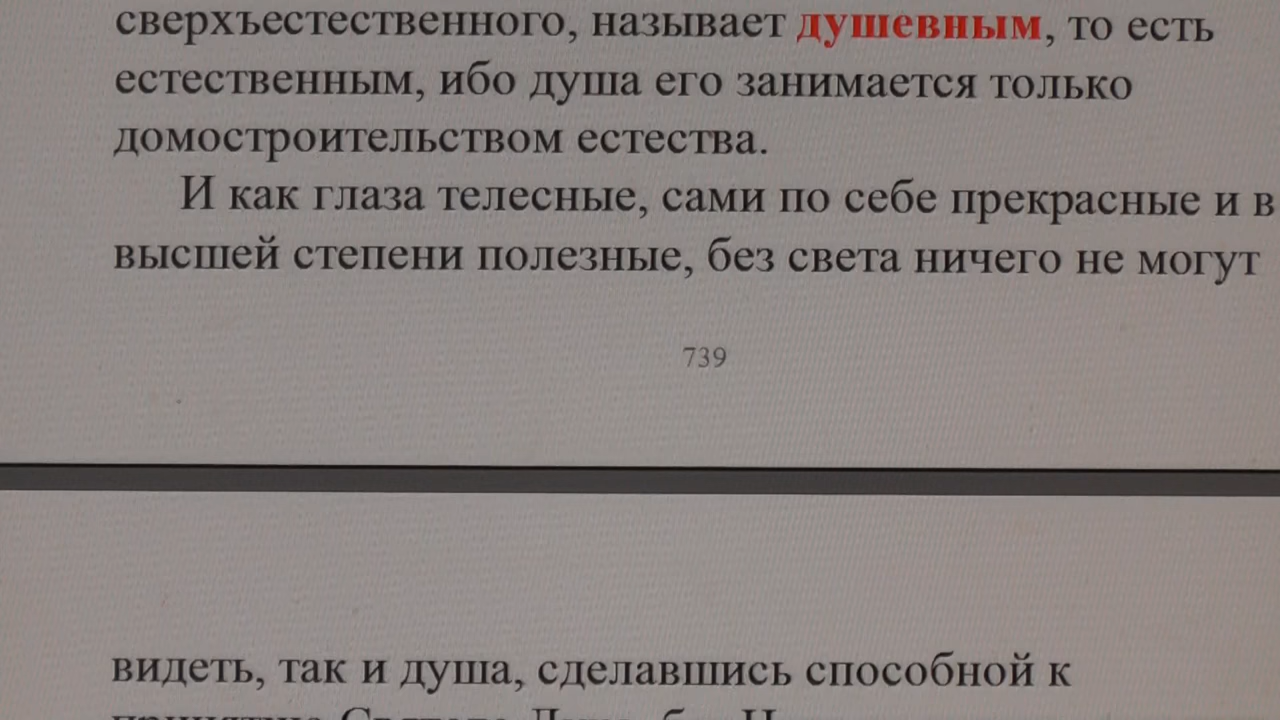 сверхъестественного, называет душевным, то есть
естественным, ибо душа его занимается только
домостроительством естества.
И как глаза телесные, сами по себе прекрасные и в
высшей степени полезные, без света ничего не могут
739
видеть, так и душа, сделавшись способной к